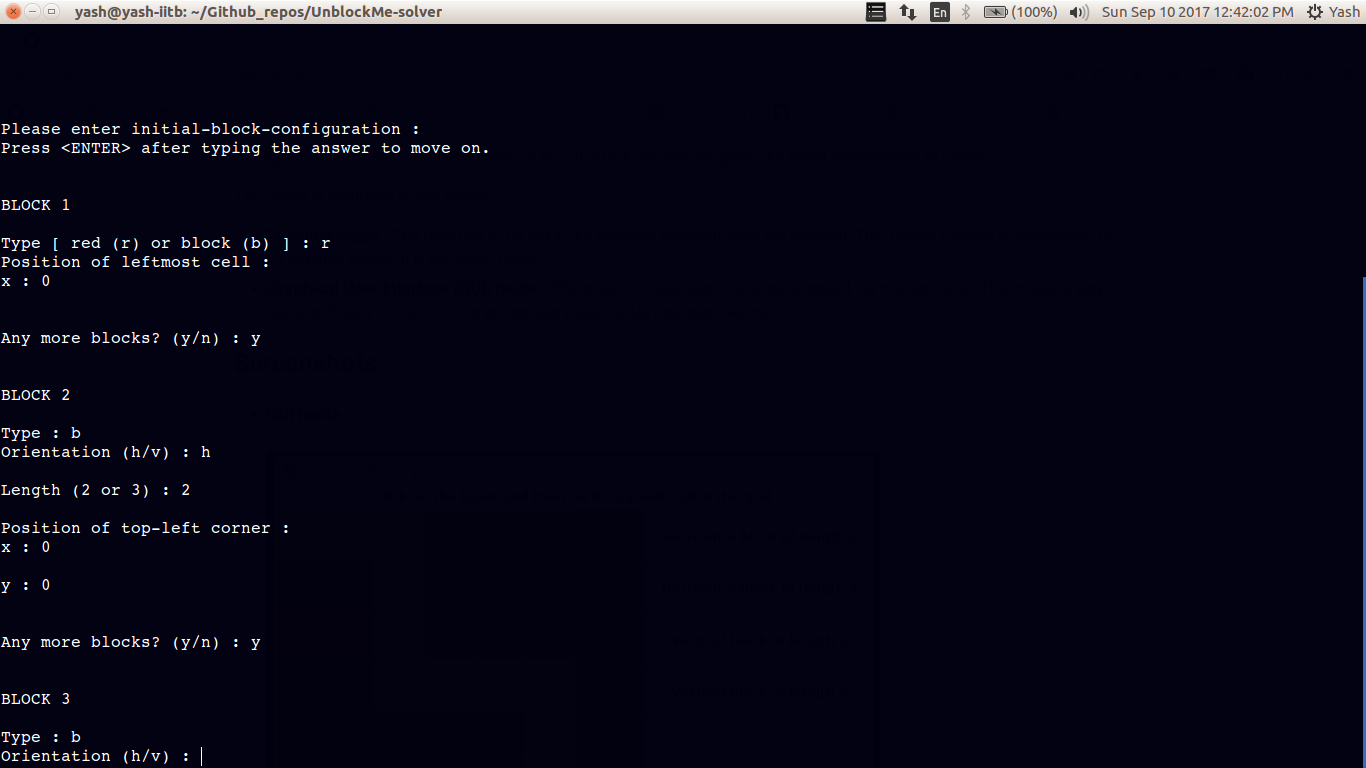 yash@yash-iitb: ~/Github_repos/UnblockMe-solver
En (100%) Sun Sep 10 2017 12:42:02 PM Yash
Please enter initial-block-configuration :
Press <ENTER> after typing the answer to move on.
BLOCK 1
Type [ red (r) or block (b) ] : r
Position of leftmost cell :
x : 0
Any more blocks? (y/n) : y
BLOCK 2
Type : b
Orientation (h/v) : h
Length (2 or 3) : 2
Position of top-left corner :
x : 0
y : 0
Any more blocks? (y/n) : y
BLOCK 3
Type : b
Orientation (h/v) :